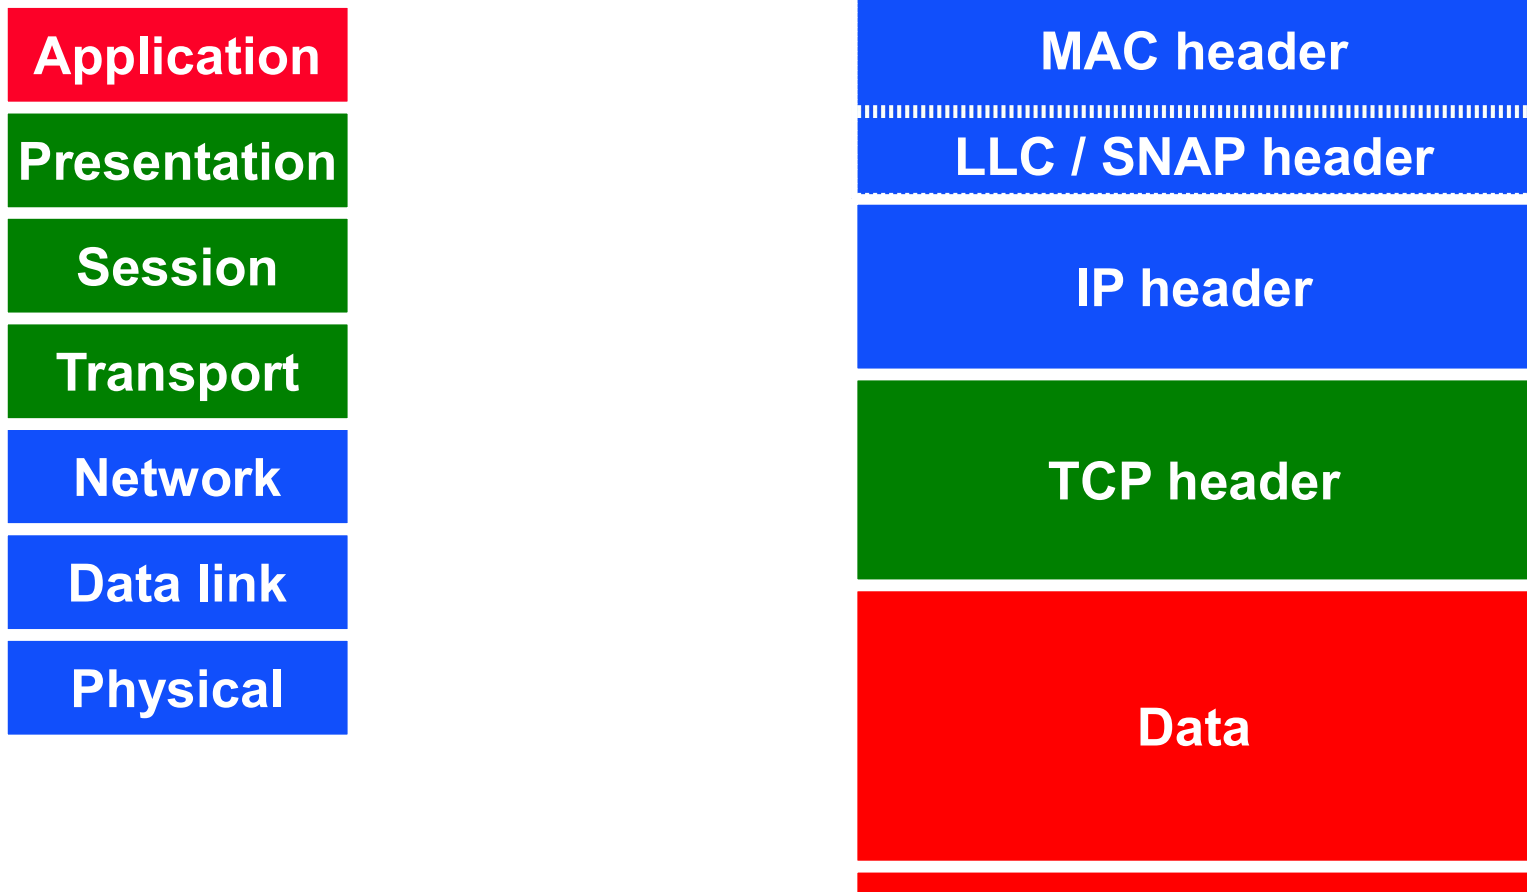 Application
Presentation
Session
Transport
Network
Data link
Physical
MAC header
LLC / SNAP header
IP header
TCP header
Data